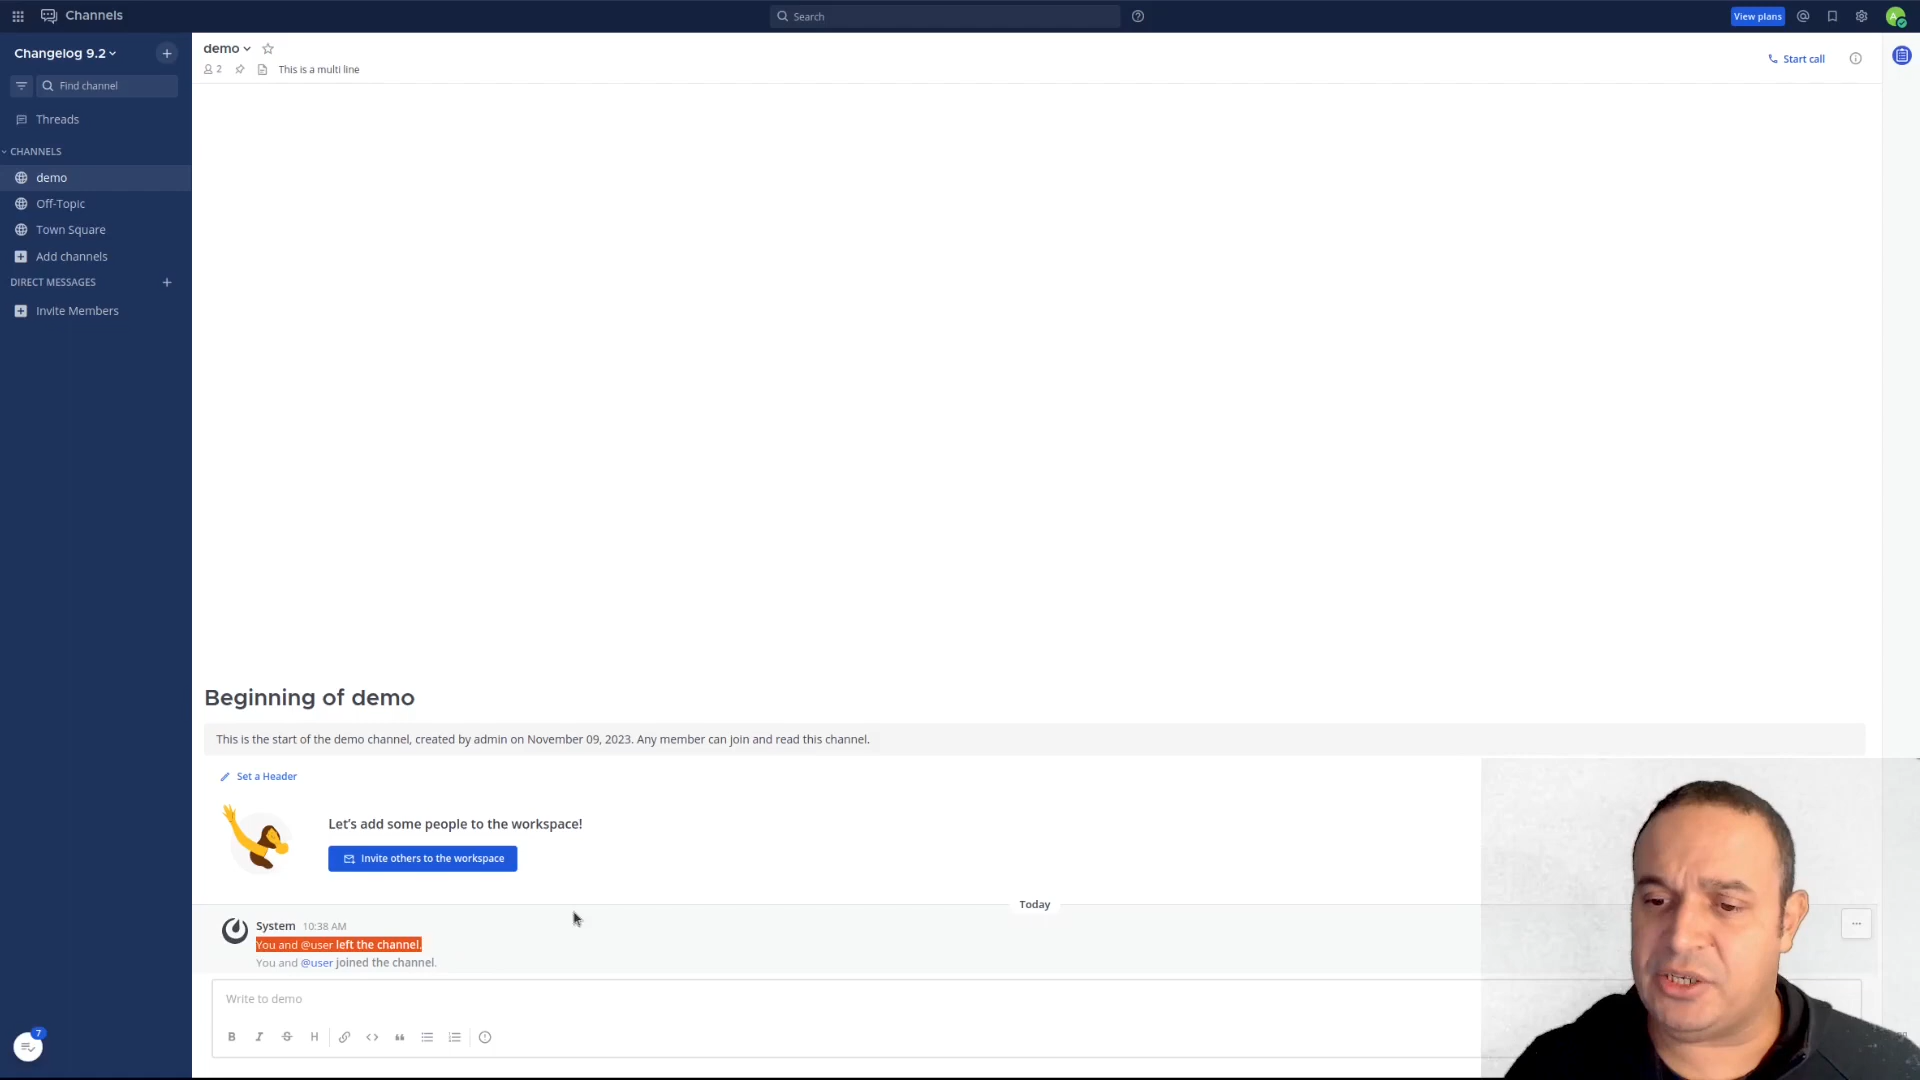 Channels
Search
View plans
Changelog 9.2
Find channel
Threads
CHANNELS
demo
Off-Topic
Town Square
Add channels
DIRECT MESSAGES
Invite Members
7
demo
2
This is a multi line
Start call
Beginning of demo
This is the start of the demo channel, created by admin on November 09, 2023. Any member can join and read this channel.
Set a Header
Let's add some people to the workspace!
Invite others to the workspace
Today
System 10:38 AM
You and @user left the channel.
You and @user joined the channel.
Write to demo
B I S H